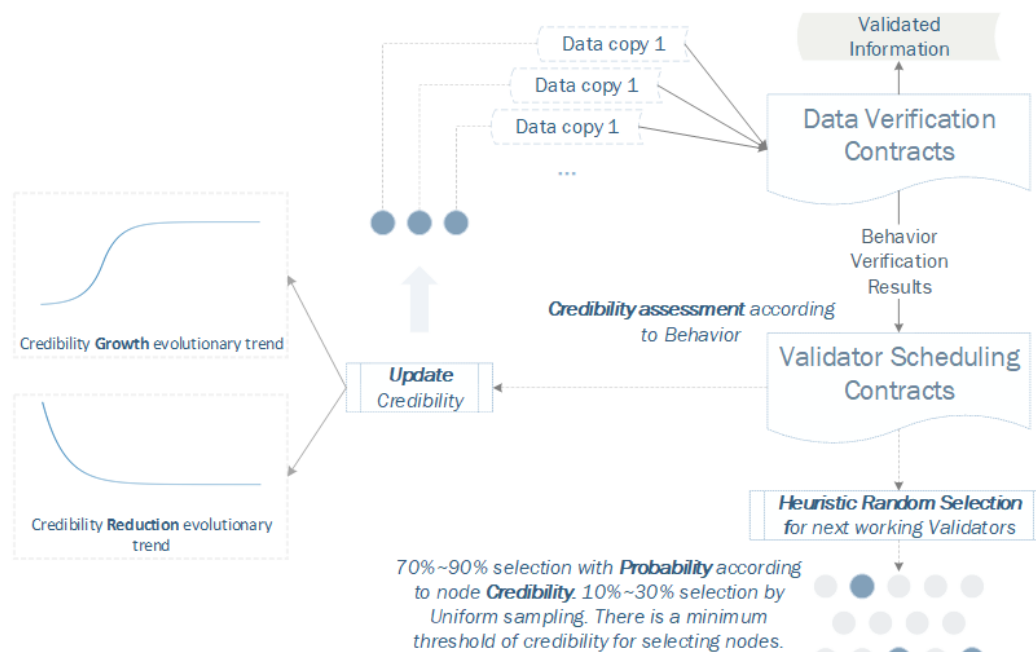 Data copy 1
Data copy 1
Data copy 1
...
Validated
Information
Data Verification
Contracts
Behavior
Verification
Results
Credibility assessment according
to Behavior
Validator Scheduling
Contracts
Update
Credibility
Credibility Growth evolutionary trend
Credibility Reduction evolutionary
trend
Heuristic Random Selection
for next working Validators
70%~90% selection with Probability according
to node Credibility. 10%~30% selection by
Uniform sampling. There is a minimum
threshold of credibility for selecting nodes.